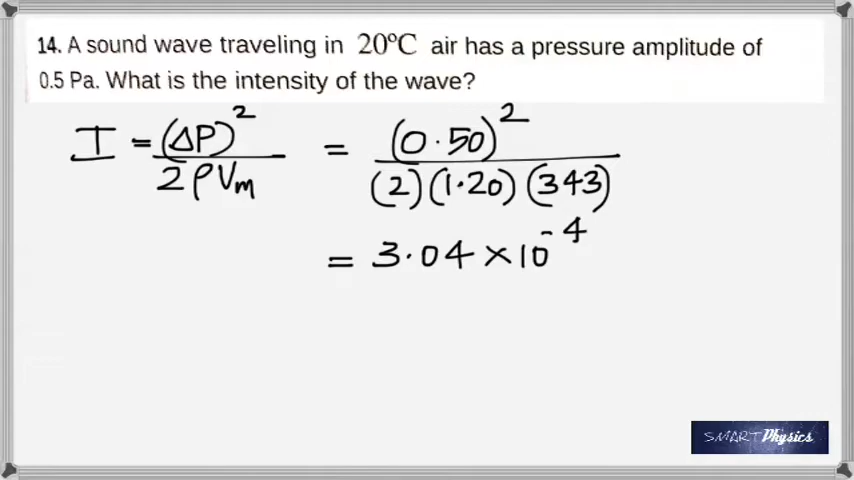 14. A sound wave traveling in 20°C air has a pressure amplitude of
0.5 Pa. What is the intensity of the wave?
I = (ΔP)² / 2ρVm = (0.50)² / (2)(1.20)(343)
= 3.04 × 10⁻⁴
SMART Physics